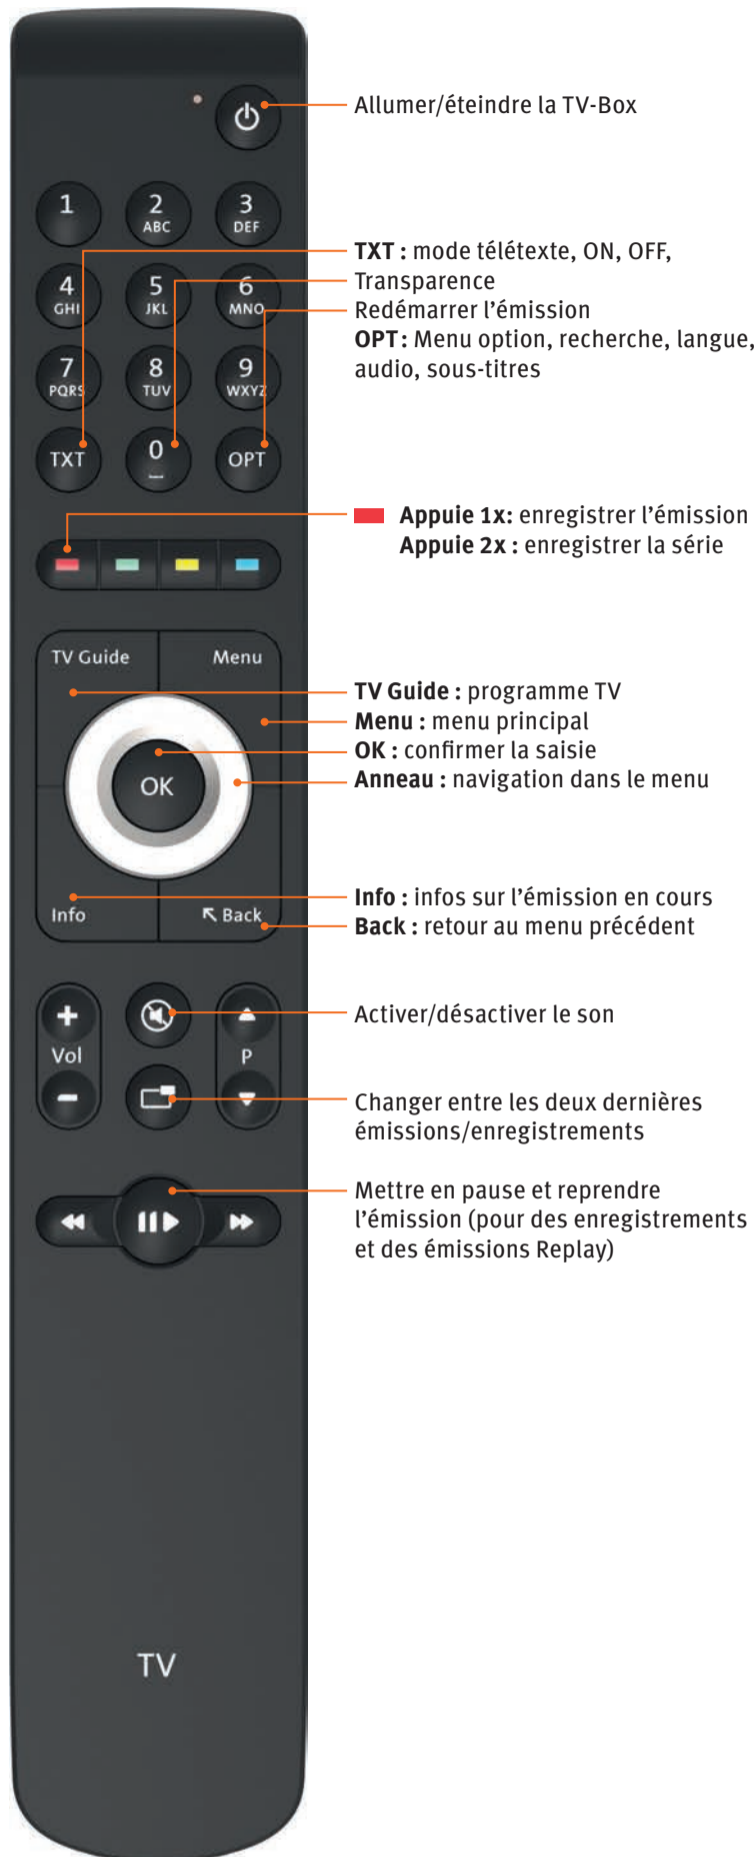 Allumer/éteindre la TV-Box
1
2
ABC
3
DEF
4
GHI
5
JKL
6
MNO
7
PQRS
8
TUV
9
WXYZ
TXT
0
OPT
TXT : mode télétexte, ON, OFF,
Transparence
Redémarrer l’émission
OPT : Menu option, recherche, langue,
audio, sous-titres
Appuie 1x: enregistrer l’émission
Appuie 2x : enregistrer la série
TV Guide
Menu
OK
Info
Back
TV Guide : programme TV
Menu : menu principal
OK : confirmer la saisie
Anneau : navigation dans le menu
Info : infos sur l’émission en cours
Back : retour au menu précédent
Vol
P
Activer/désactiver le son
Changer entre les deux dernières
émissions/enregistrements
Mettre en pause et reprendre
l’émission (pour des enregistrements
et des émissions Replay)
TV